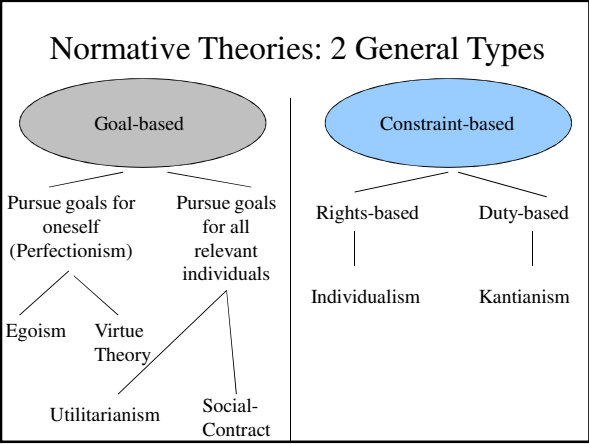 Normative Theories: 2 General Types
Goal-based
Pursue goals for
oneself
(Perfectionism)
Pursue goals
for all
relevant
individuals
Egoism
Virtue
Theory
Utilitarianism
Social-
Contract
Constraint-based
Rights-based
Duty-based
Individualism
Kantianism